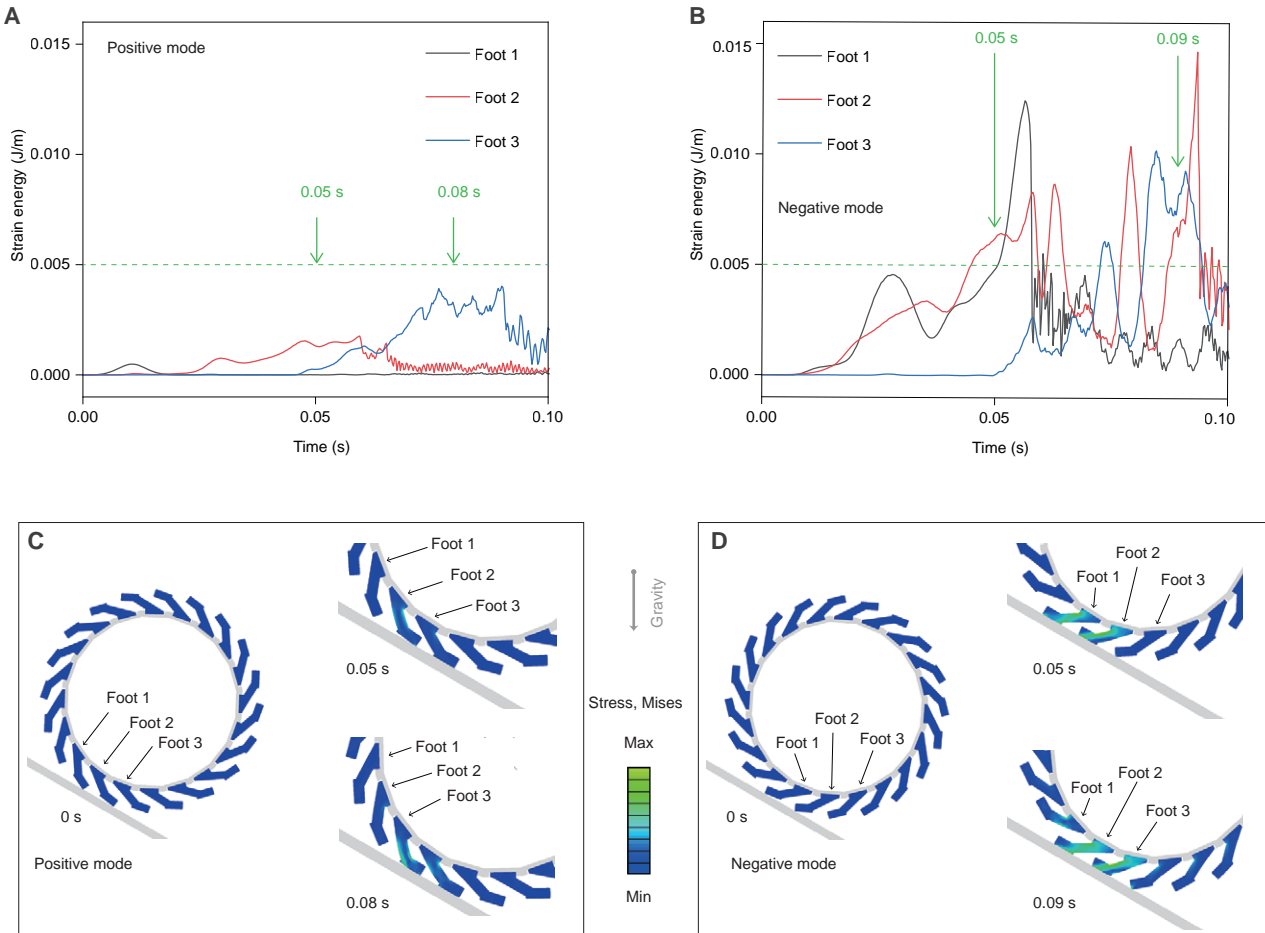 A
Positive mode
Foot 1
Foot 2
Foot 3
0.05 s
0.08 s
0.015
0.010
0.005
0.000
Strain energy (J/m)
0.00
0.05
0.10
Time (s)
B
0.05 s
0.09 s
Foot 1
Foot 2
Foot 3
Negative mode
0.015
0.010
0.005
0.000
Strain energy (J/m)
0.00
0.05
0.10
Time (s)
C
Foot 1
Foot 2
Foot 3
0 s
Positive mode
Foot 1
Foot 2
Foot 3
0.05 s
Foot 1
Foot 2
Foot 3
0.08 s
Gravity
Stress, Mises
Max
Min
D
Foot 2
Foot 1
Foot 3
0 s
Negative mode
Foot 2
Foot 1
Foot 3
0.05 s
Foot 2
Foot 1
Foot 3
0.09 s